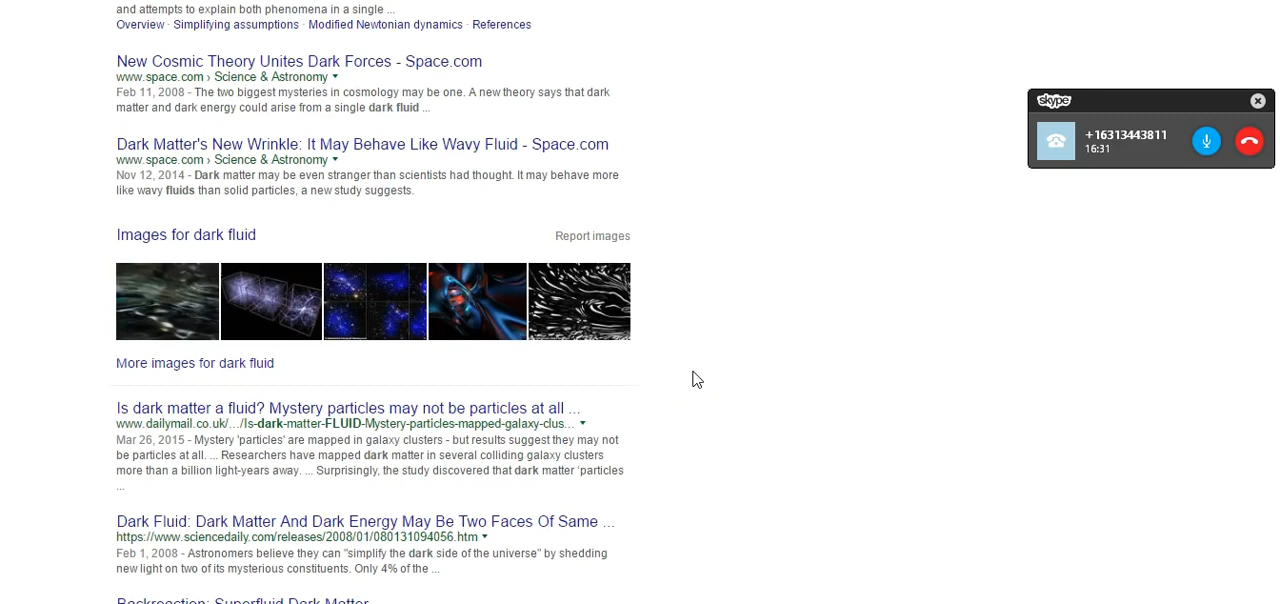 and attempts to explain both phenomena in a single ...
Overview · Simplifying assumptions · Modified Newtonian dynamics · References
New Cosmic Theory Unites Dark Forces - Space.com
www.space.com › Science & Astronomy ▼
Feb 11, 2008 - The two biggest mysteries in cosmology may be one. A new theory says that dark
matter and dark energy could arise from a single dark fluid ...
Dark Matter's New Wrinkle: It May Behave Like Wavy Fluid - Space.com
www.space.com › Science & Astronomy ▼
Nov 12, 2014 - Dark matter may be even stranger than scientists had thought. It may behave more
like wavy fluids than solid particles, a new study suggests.
Images for dark fluid
Report images
More images for dark fluid
Is dark matter a fluid? Mystery particles may not be particles at all ...
www.dailymail.co.uk/.../Is-dark-matter-FLUID-Mystery-particles-mapped-galaxy-clus... ▼
Mar 26, 2015 - Mystery 'particles' are mapped in galaxy clusters - but results suggest they may not
be particles at all. ... Researchers have mapped dark matter in several colliding galaxy clusters
more than a billion light-years away. ... Surprisingly, the study discovered that dark matter 'particles
...
Dark Fluid: Dark Matter And Dark Energy May Be Two Faces Of Same ...
https://www.sciencedaily.com/releases/2008/01/080131094056.htm ▼
Feb 1, 2008 - Astronomers believe they can "simplify the dark side of the universe" by shedding
new light on two of its mysterious constituents. Only 4% of the ...
Backreaction: Superfluid Dark Matter
skype
+16313443811
16:31